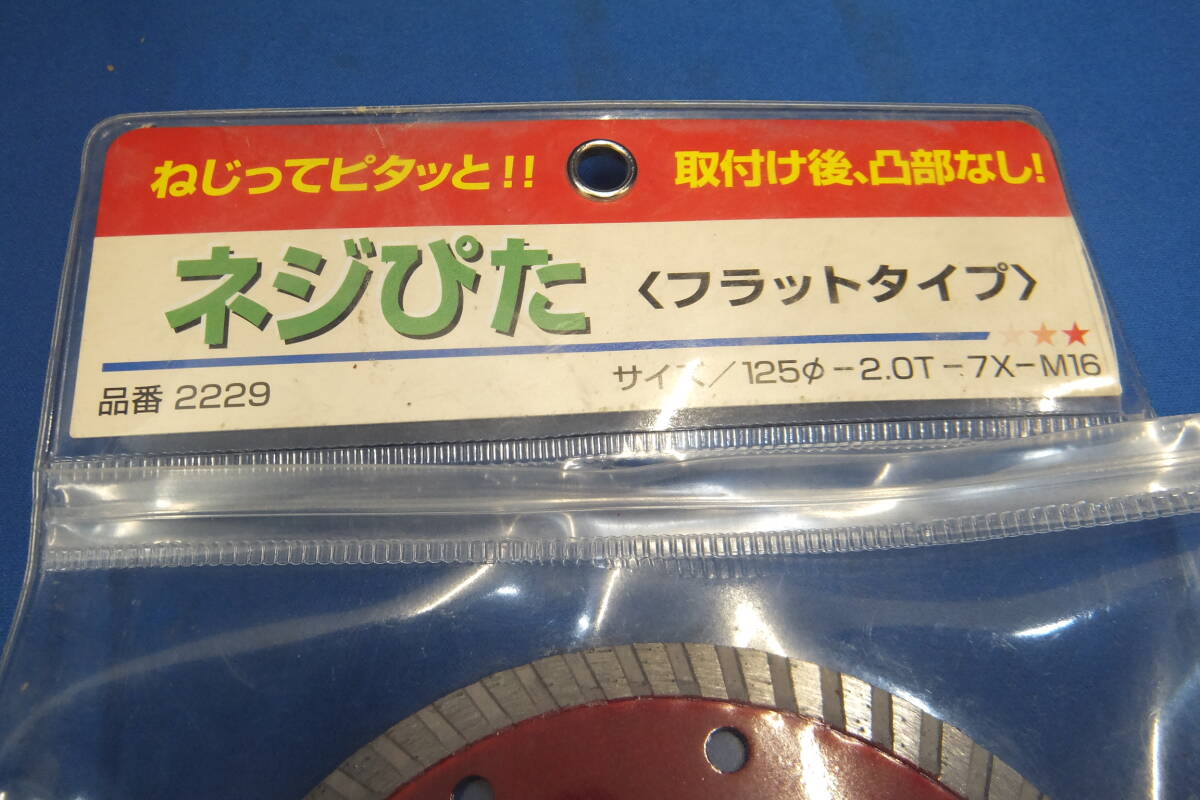 ねじってピタッと!!
取付け後、凸部なし!
ネジぴた 〈フラットタイプ〉
品番 2229
サイズ/125φ-2.0T-7X-M16